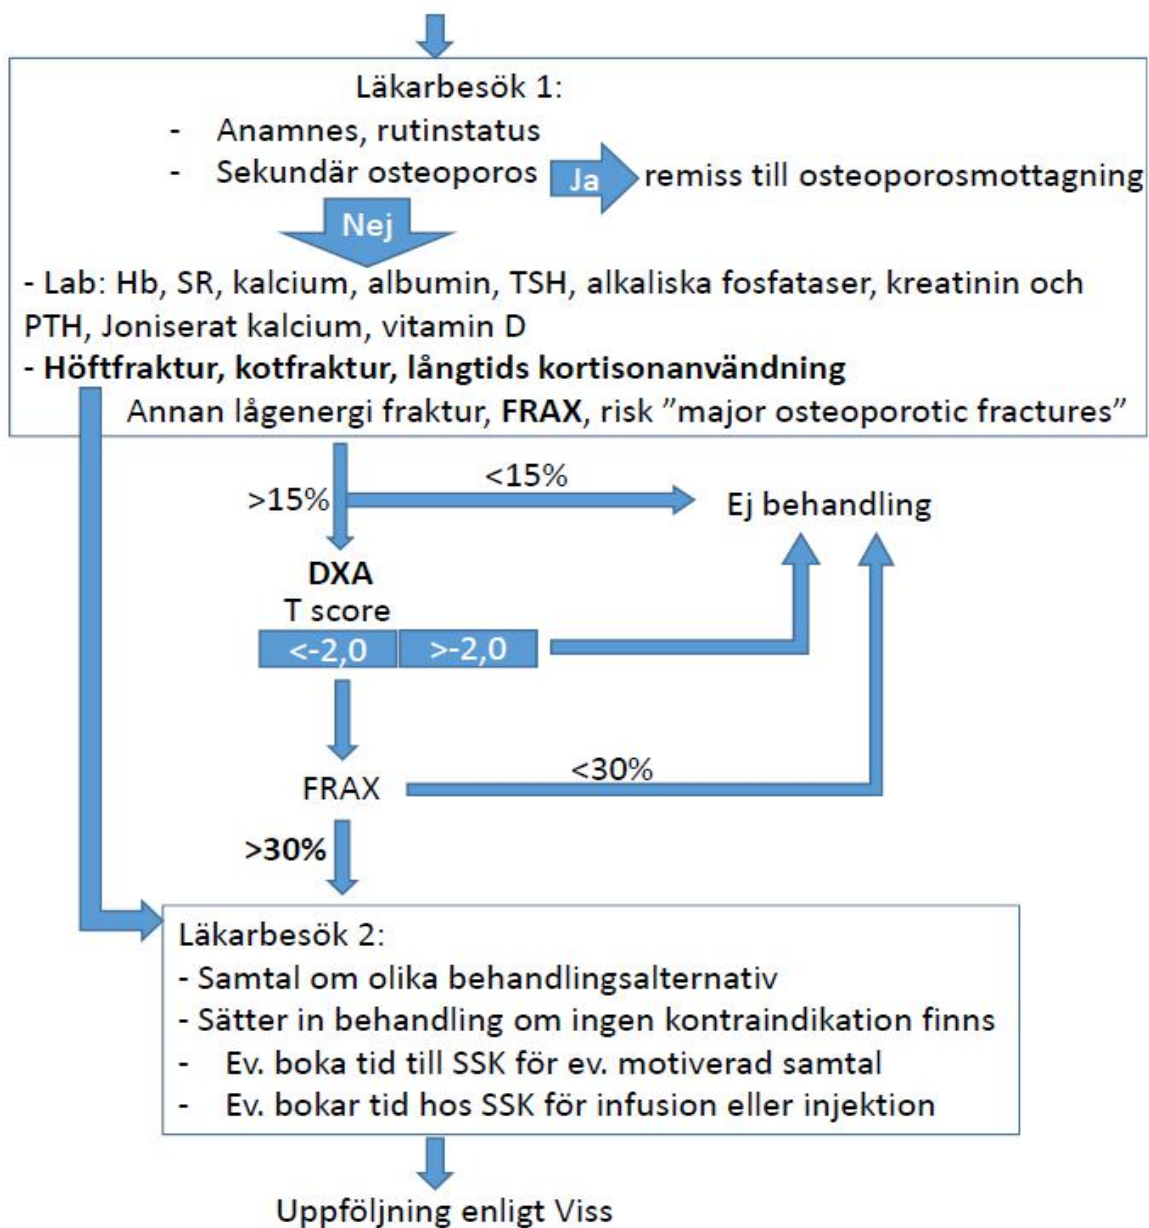 Läkarbesök 1:
- Anamnes, rutinstatus
- Sekundär osteoporos Ja remiss till osteoporosmottagning
Nej
- Lab: Hb, SR, kalcium, albumin, TSH, alkaliska fosfataser, kreatinin och
PTH, Joniserat kalcium, vitamin D
- Höftfraktur, kotfraktur, långtids kortisonanvändning
Annan lågenergi fraktur, FRAX, risk ”major osteoporotic fractures”
<15%
>15%
Ej behandling
DXA
T score
<-2,0 >-2,0
<30%
FRAX
>30%
Läkarbesök 2:
- Samtal om olika behandlingsalternativ
- Sätter in behandling om ingen kontraindikation finns
- Ev. boka tid till SSK för ev. motiverad samtal
- Ev. bokar tid hos SSK för infusion eller injektion
Uppföljning enligt Viss